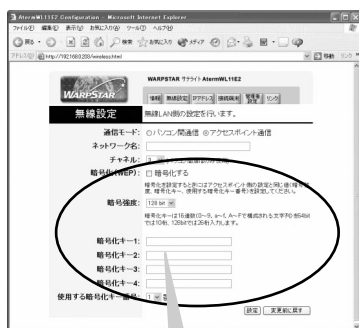 AtermWL11E2 Configuration - Microsoft Internet Explorer
ファイル(F) 編集(E) 表示(V) お気に入り(A) ツール(T) ヘルプ(H)
戻る 検索 お気に入り メディア
アドレス(D) http://192.168.0.203/wireless.html 移動 リンク
WARPSTAR
WARPSTAR サテライト AtermWL11E2
情報 無線設定 IPアドレス 接続端末 リンク
無線設定 無線LAN側の設定を行います。
通信モード: パソコン間通信 アクセスポイント通信
ネットワーク名:
チャネル:
暗号化(WEP): 暗号化する
暗号化を設定するときにはアクセスポイント側の設定と同じ値(暗号強度、暗号化キー、使用する暗号化キー番号)を設定してください。
暗号強度: 128 bit
暗号化キーは16進数(0~9、a~f、A~Fで構成される文字列)を64bitでは10桁、128bitでは26桁入力します。
暗号化キー1:
暗号化キー2:
暗号化キー3:
暗号化キー4:
使用する暗号化キー番号: 1 番
設定 変更前に戻す